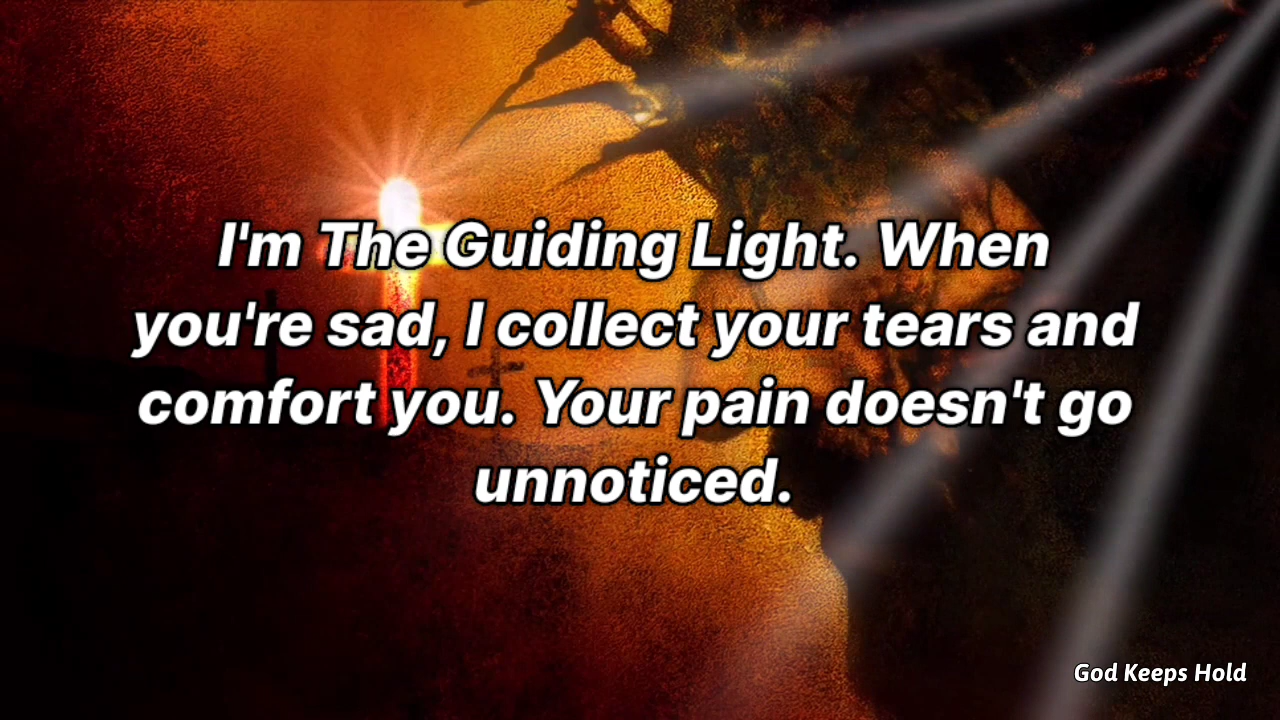 I'm The Guiding Light. When
you're sad, I collect your tears and
comfort you. Your pain doesn't go
unnoticed.
God Keeps Hold